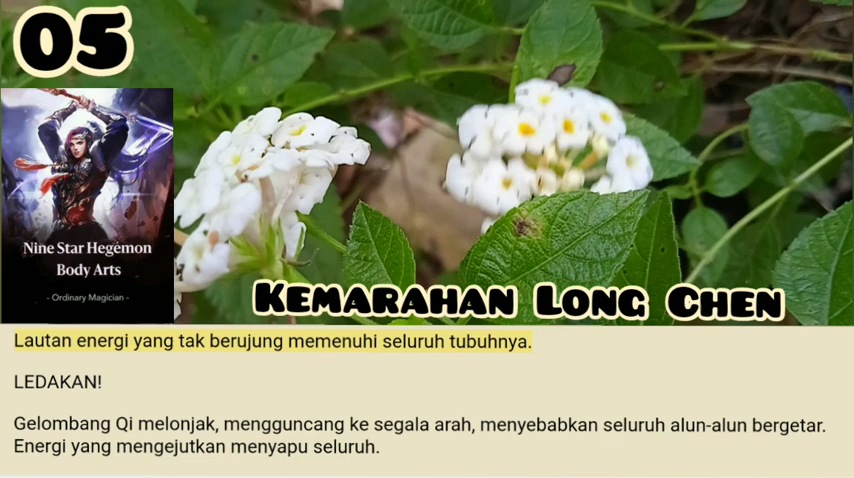 05
Nine Star Hegemon
Body Arts
- Ordinary Magician -
Kemarahan Long Chen
Lautan energi yang tak berujung memenuhi seluruh tubuhnya.
LEDAKAN!
Gelombang Qi melonjak, mengguncang ke segala arah, menyebabkan seluruh alun-alun bergetar.
Energi yang mengejutkan menyapu seluruh.